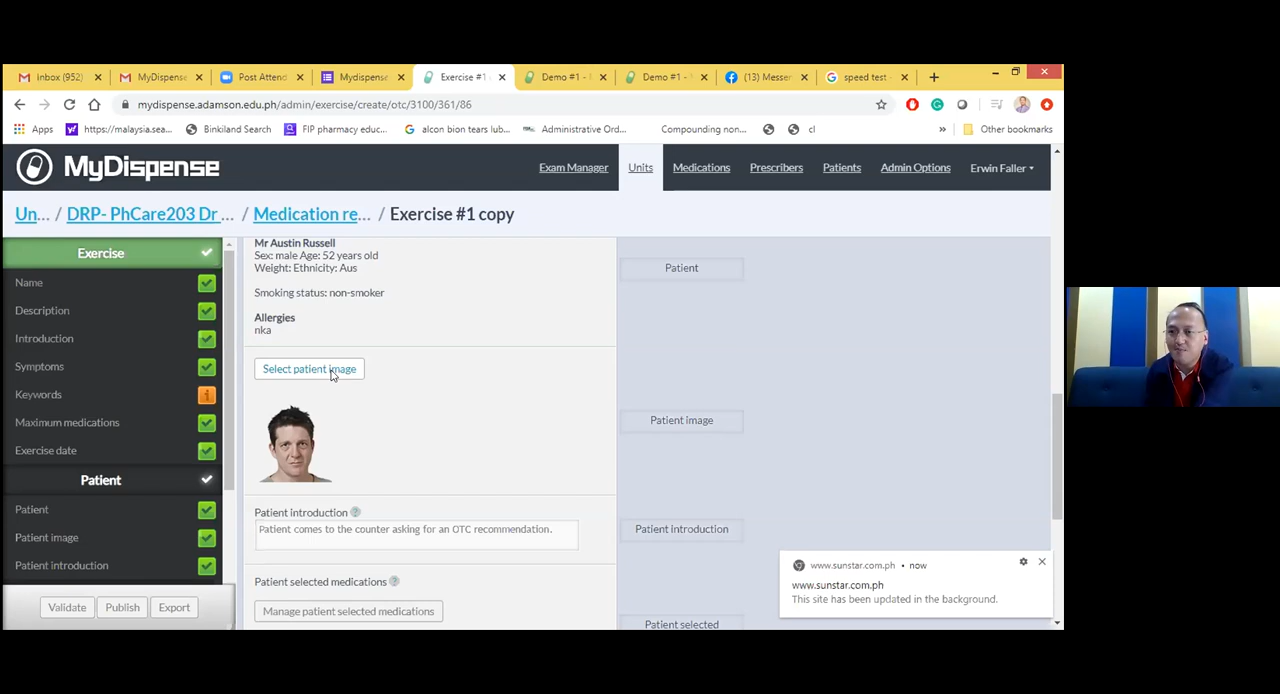 Inbox (952)
MyDispense
Post Attend
Mydispense
Exercise #1
Demo #1 -
Demo #1 -
(13) Messer
speed test -
mydispense.adamson.edu.ph/admin/exercise/create/otc/3100/361/86
Apps
https://malaysia.sea...
Binkiland Search
FIP pharmacy educ...
alcon bion tears lub...
Administrative Ord...
Compounding non...
cl
»
Other bookmarks
MyDispense
Exam Manager
Units
Medications
Prescribers
Patients
Admin Options
Erwin Faller
Un... / DRP- PhCare203 Dr ... / Medication re... / Exercise #1 copy
Exercise
Name
Description
Introduction
Symptoms
Keywords
Maximum medications
Exercise date
Patient
Patient
Patient image
Patient introduction
Validate
Publish
Export
Mr Austin Russell
Sex: male Age: 52 years old
Weight: Ethnicity: Aus
Smoking status: non-smoker
Allergies
nka
Select patient image
Patient introduction
Patient comes to the counter asking for an OTC recommendation.
Patient selected medications
Manage patient selected medications
Patient
Patient image
Patient introduction
Patient selected
www.sunstar.com.ph • now
www.sunstar.com.ph
This site has been updated in the background.